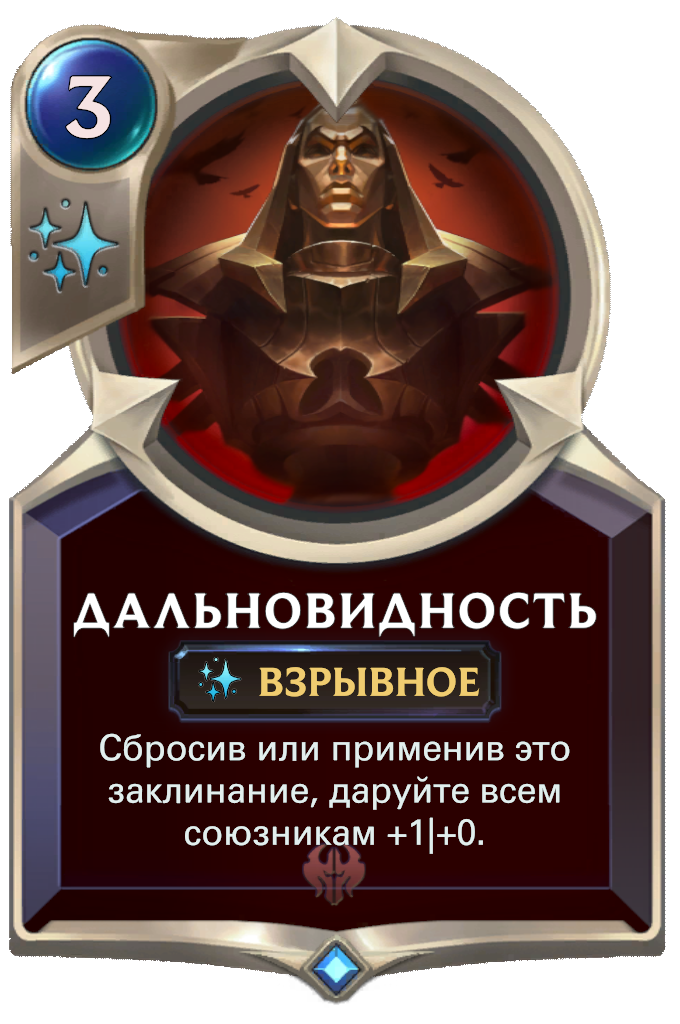 3
ДАЛЬНОВИДНОСТЬ
ВЗРЫВНОЕ
Сбросив или применив это
заклинание, даруйте всем
союзникам +1|+0.